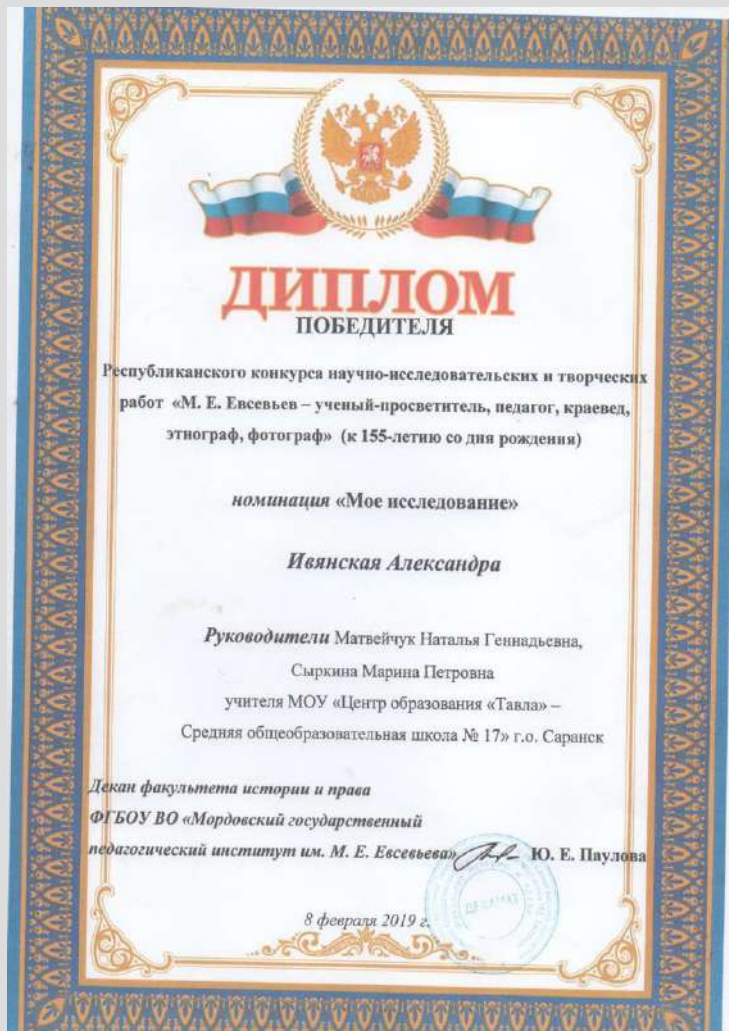 ДИПЛОМ
ПОБЕДИТЕЛЯ
Республиканского конкурса научно-исследовательских и творческих
работ «М. Е. Евсевьев – ученый-просветитель, педагог, краевед,
этнограф, фотограф» (к 155-летию со дня рождения)
номинация «Мое исследование»
Ивянская Александра
Руководители Матвейчук Наталья Геннадьевна,
Сыркина Марина Петровна
учителя МОУ «Центр образования «Тавла» –
Средняя общеобразовательная школа № 17» г.о. Саранск
Декан факультета истории и права
ФГБОУ ВО «Мордовский государственный
педагогический институт им. М. Е. Евсевьева» Ю. Е. Паулова
ДЕКАНАТ
8 февраля 2019 г.